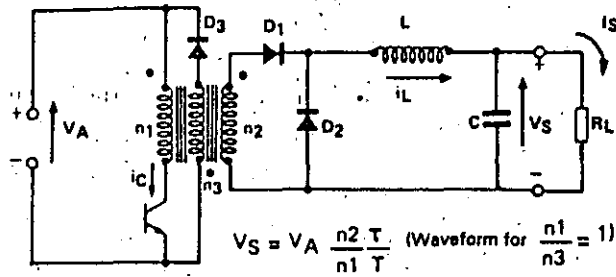 D3
D1
L
IS
+
iL
+
VA
n1
n2
D2
C
VS
RL
−
iC
n3
−
VS = VA n2/n1 τ/T (Waveform for n1/n3 = 1)